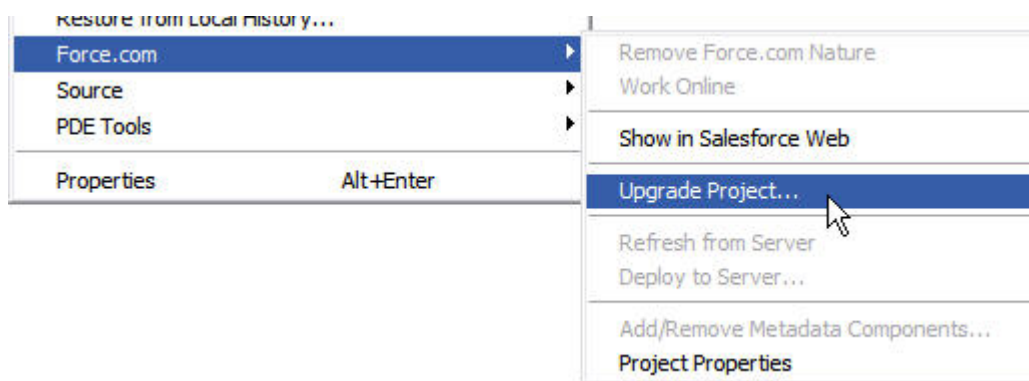 Restore from Local History...
Force.com
Source
PDE Tools
Properties Alt+Enter
Remove Force.com Nature
Work Online
Show in Salesforce Web
Upgrade Project...
Refresh from Server
Deploy to Server...
Add/Remove Metadata Components...
Project Properties